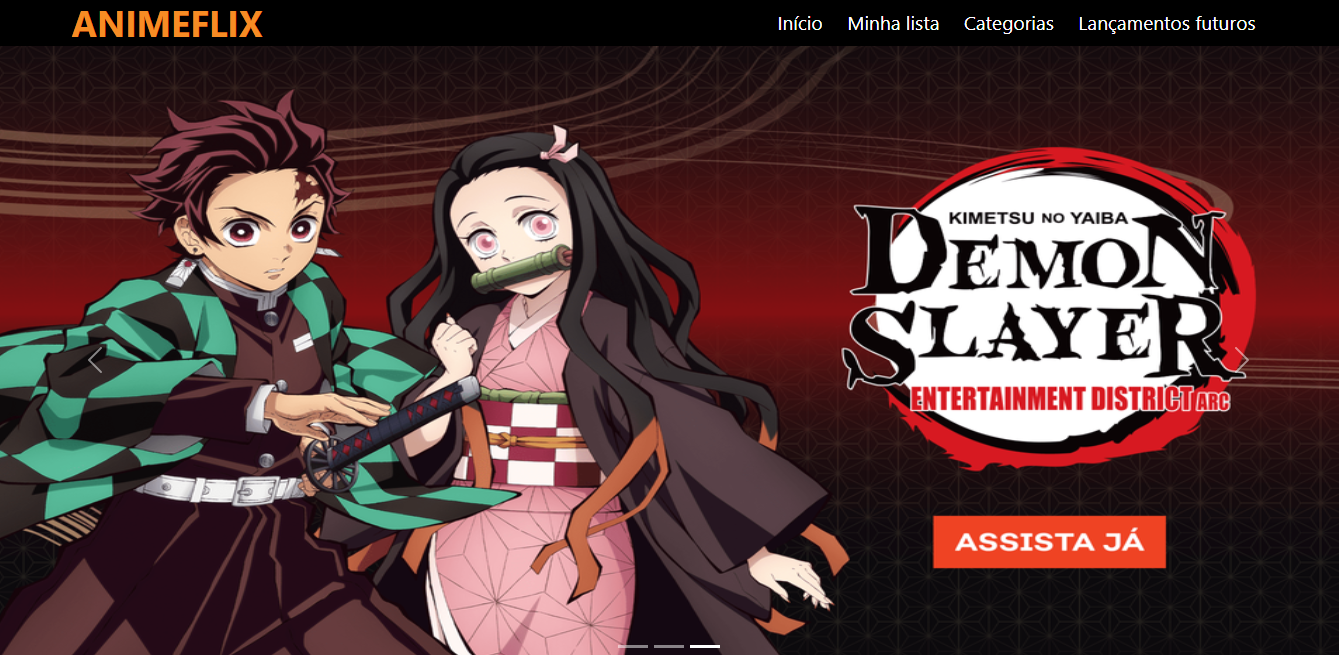 ANIMEFLIX
Início Minha lista Categorias Lançamentos futuros
KIMETSU NO YAIBA
DEMON
SLAYER
ENTERTAINMENT DISTRICT ARC
ASSISTA JÁ